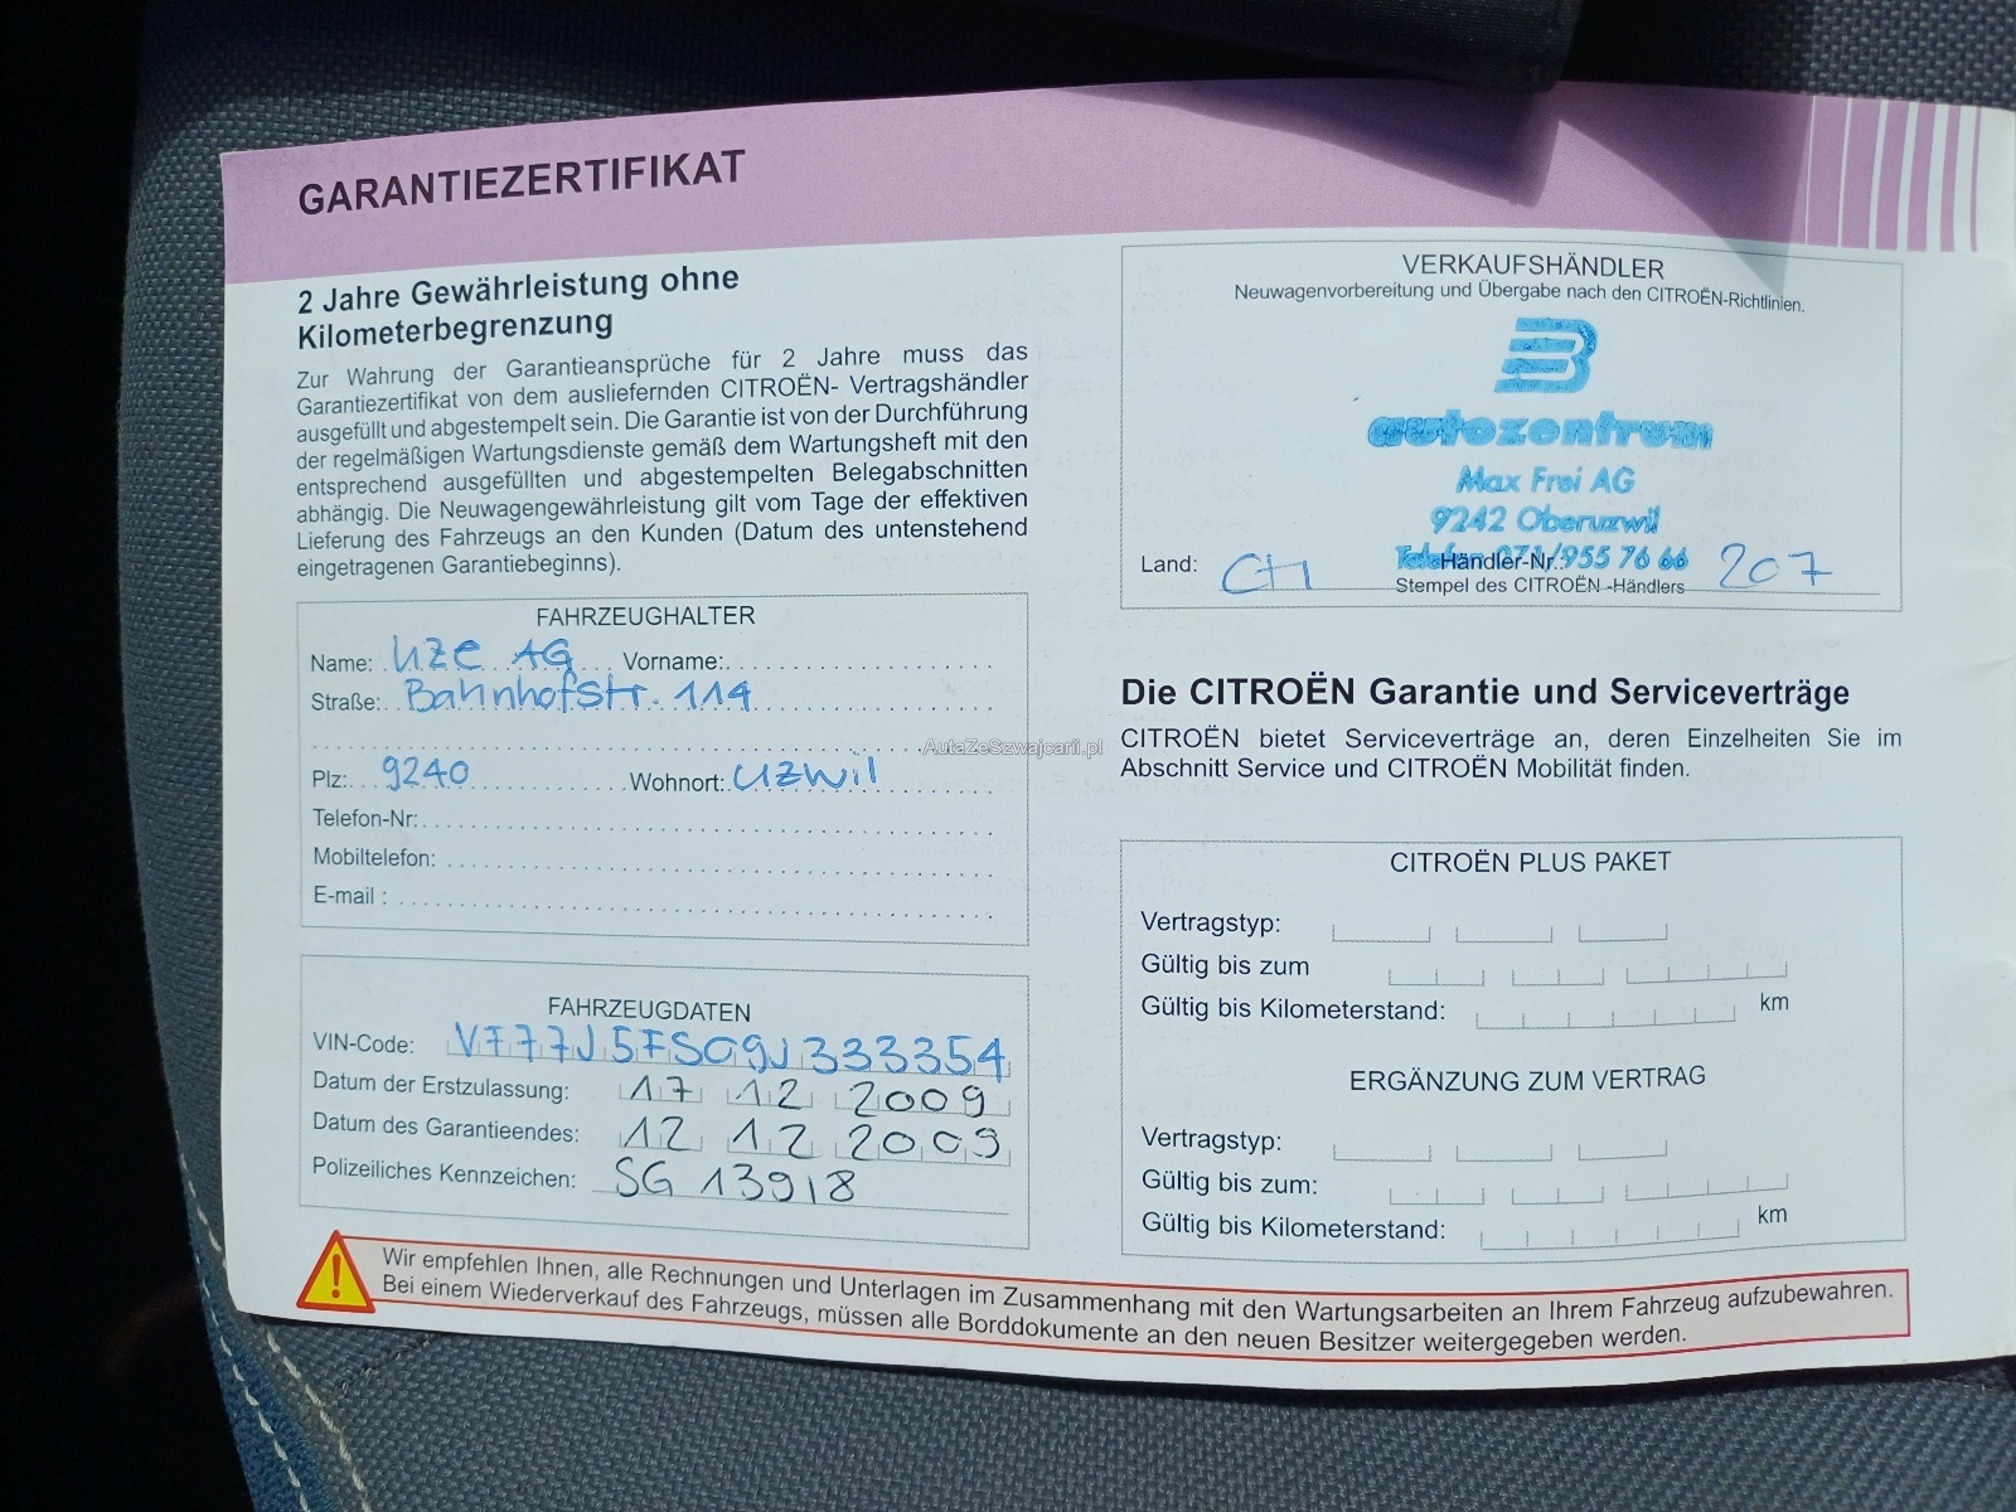 GARANTIEZERTIFIKAT
2 Jahre Gewährleistung ohne
Kilometerbegrenzung
Zur Wahrung der Garantieansprüche für 2 Jahre muss das
Garantiezertifikat von dem ausliefernden CITROËN- Vertragshändler
ausgefüllt und abgestempelt sein. Die Garantie ist von der Durchführung
der regelmäßigen Wartungsdienste gemäß dem Wartungsheft mit den
entsprechend ausgefüllten und abgestempelten Belegabschnitten
abhängig. Die Neuwagengewährleistung gilt vom Tage der effektiven
Lieferung des Fahrzeugs an den Kunden (Datum des untenstehend
eingetragenen Garantiebeginns).
FAHRZEUGHALTER
Name: UZE AG Vorname:
Straße: Bahnhofstr. 114
Plz: 9240 Wohnort: Uzwil
Telefon-Nr:
Mobiltelefon:
E-mail :
FAHRZEUGDATEN
VIN-Code: VF77J5FS09J333354
Datum der Erstzulassung: 17 12 2009
Datum des Garantieendes: 12 12 2009
Polizeiliches Kennzeichen: SG 13918
VERKAUFSHÄNDLER
Neuwagenvorbereitung und Übergabe nach den CITROËN-Richtlinien.
autozentrum
Max Frei AG
9242 Oberuzwil
Telefon 071/955 76 66
Land: CH Händler-Nr.: 207
Stempel des CITROËN -Händlers
Die CITROËN Garantie und Serviceverträge
CITROËN bietet Serviceverträge an, deren Einzelheiten Sie im
Abschnitt Service und CITROËN Mobilität finden.
AutaZeSzwajcarii.pl
CITROËN PLUS PAKET
Vertragstyp:
Gültig bis zum
Gültig bis Kilometerstand: km
ERGÄNZUNG ZUM VERTRAG
Vertragstyp:
Gültig bis zum:
Gültig bis Kilometerstand: km
Wir empfehlen Ihnen, alle Rechnungen und Unterlagen im Zusammenhang mit den Wartungsarbeiten an Ihrem Fahrzeug aufzubewahren.
Bei einem Wiederverkauf des Fahrzeugs, müssen alle Borddokumente an den neuen Besitzer weitergegeben werden.